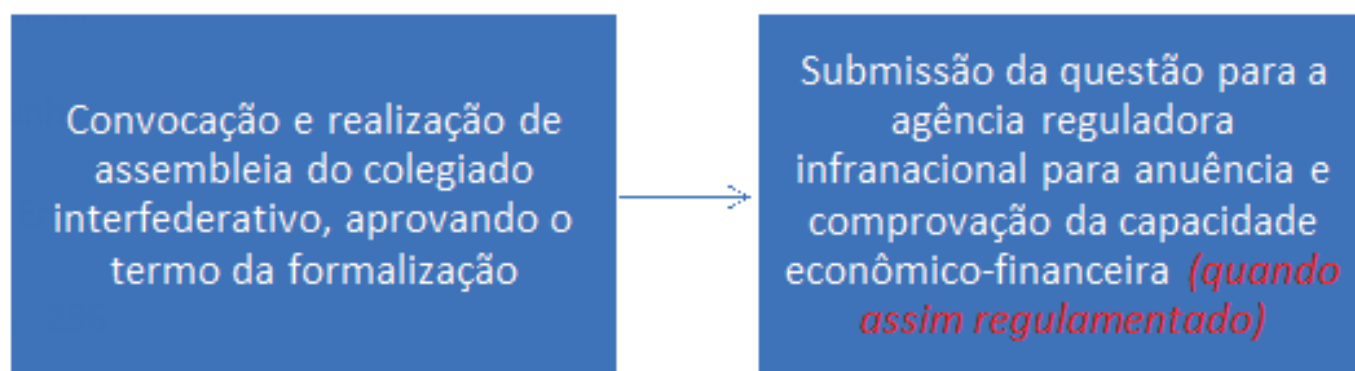 Convocação e realização de
assembleia do colegiado
interfederativo, aprovando o
termo da formalização
Submissão da questão para a
agência reguladora
infranacional para anuência e
comprovação da capacidade
econômico-financeira (quando
assim regulamentado)